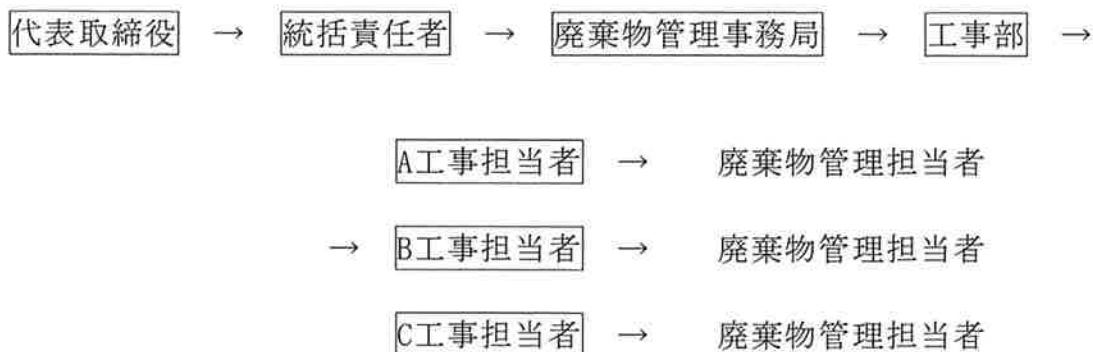 代表取締役 → 統括責任者 → 廃棄物管理事務局 → 工事部 →
A工事担当者 → 廃棄物管理担当者
→ B工事担当者 → 廃棄物管理担当者
C工事担当者 → 廃棄物管理担当者